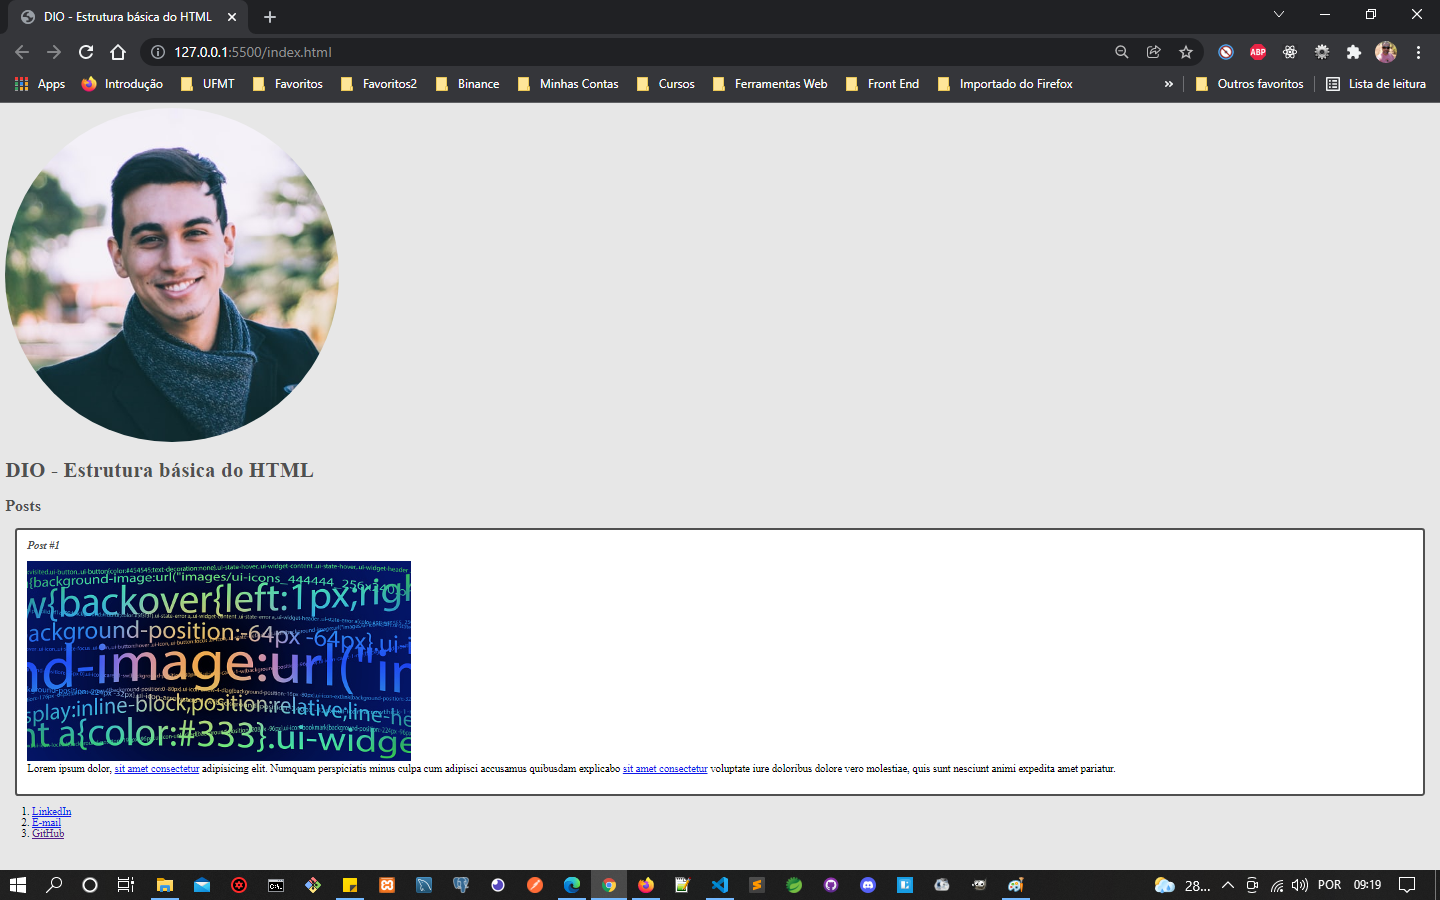 DIO - Estrutura básica do HTML
127.0.0.1:5500/index.html
ABP
Apps Introdução UFMT Favoritos Favoritos2 Binance Minhas Contas Cursos Ferramentas Web Front End Importado do Firefox » Outros favoritos Lista de leitura
DIO - Estrutura básica do HTML
Posts
Post #1
{background-image:url("images/ui-icons_444444_256x240.p
w{backover{left:1px;righ
background-position:-64px -64px}.ui-i
nd-image:url("in
splay:inline-block;position:relative;line-he
nt a{color:#333}.ui-widge
Lorem ipsum dolor, sit amet consectetur adipisicing elit. Numquam perspiciatis minus culpa cum adipisci accusamus quibusdam explicabo sit amet consectetur voluptate iure doloribus dolore vero molestiae, quis sunt nesciunt animi expedita amet pariatur.
1. LinkedIn
2. E-mail
3. GitHub
28... POR 09:19